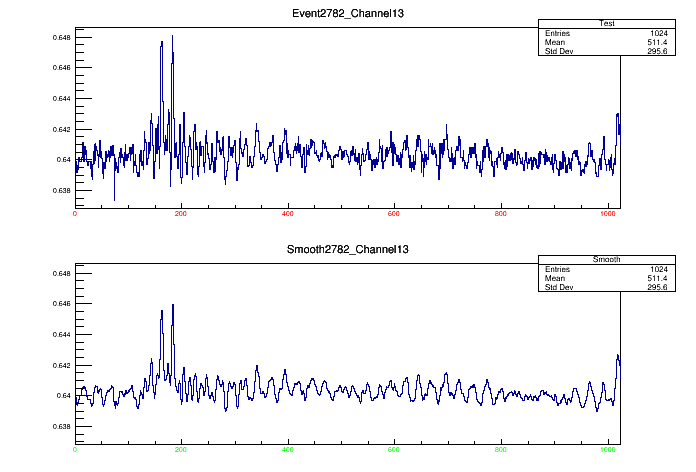 Event2782_Channel13
Test
Entries 1024
Mean 511.4
Std Dev 295.6
0.648
0.646
0.644
0.642
0.64
0.638
0 200 400 600 800 1000
Smooth2782_Channel13
Smooth
Entries 1024
Mean 511.4
Std Dev 295.6
0.648
0.646
0.644
0.642
0.64
0.638
0 200 400 600 800 1000